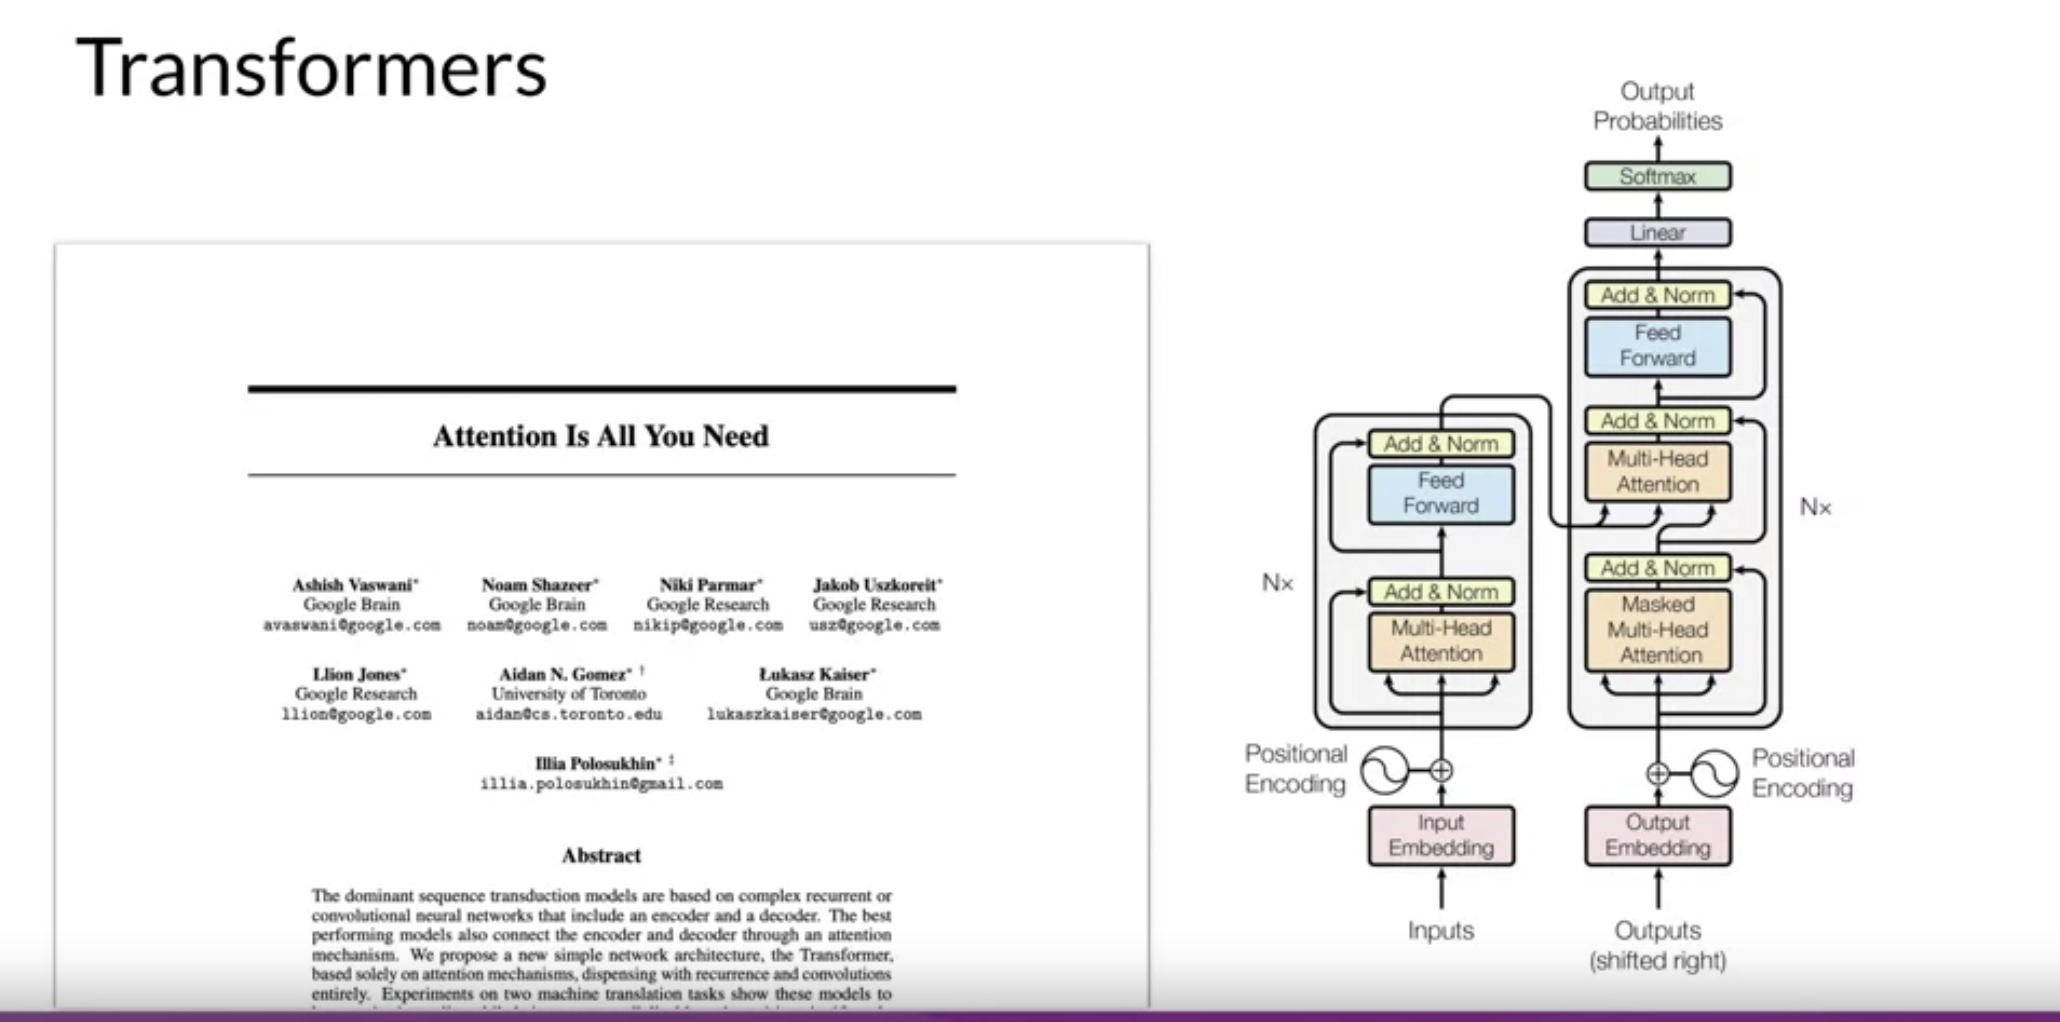 Transformers
Attention Is All You Need
Ashish Vaswani* Noam Shazeer* Niki Parmar* Jakob Uszkoreit*
Google Brain Google Brain Google Research Google Research
avaswani@google.com noam@google.com nikip@google.com usz@google.com
Llion Jones* Aidan N. Gomez* † Łukasz Kaiser*
Google Research University of Toronto Google Brain
llion@google.com aidan@cs.toronto.edu lukaszkaiser@google.com
Illia Polosukhin* ‡
illia.polosukhin@gmail.com
Abstract
The dominant sequence transduction models are based on complex recurrent or
convolutional neural networks that include an encoder and a decoder. The best
performing models also connect the encoder and decoder through an attention
mechanism. We propose a new simple network architecture, the Transformer,
based solely on attention mechanisms, dispensing with recurrence and convolutions
entirely. Experiments on two machine translation tasks show these models to
Output
Probabilities
Softmax
Linear
Add & Norm
Feed
Forward
Add & Norm
Multi-Head
Attention
N×
Add & Norm
Masked
Multi-Head
Attention
Positional
Encoding
Output
Embedding
Outputs
(shifted right)
Add & Norm
Feed
Forward
N×
Add & Norm
Multi-Head
Attention
Positional
Encoding
Input
Embedding
Inputs